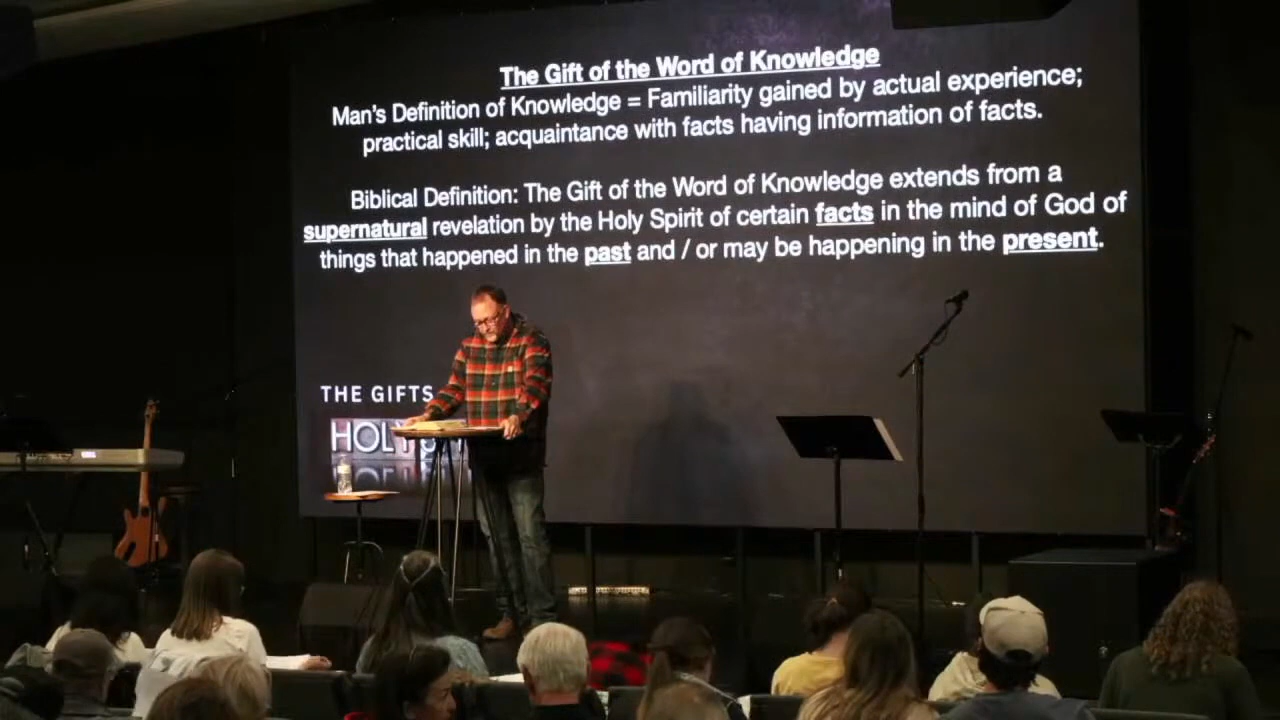 The Gift of the Word of Knowledge
Man's Definition of Knowledge = Familiarity gained by actual experience;
practical skill; acquaintance with facts having information of facts.
Biblical Definition: The Gift of the Word of Knowledge extends from a
supernatural revelation by the Holy Spirit of certain facts in the mind of God of
things that happened in the past and / or may be happening in the present.
THE GIFTS
HOLY